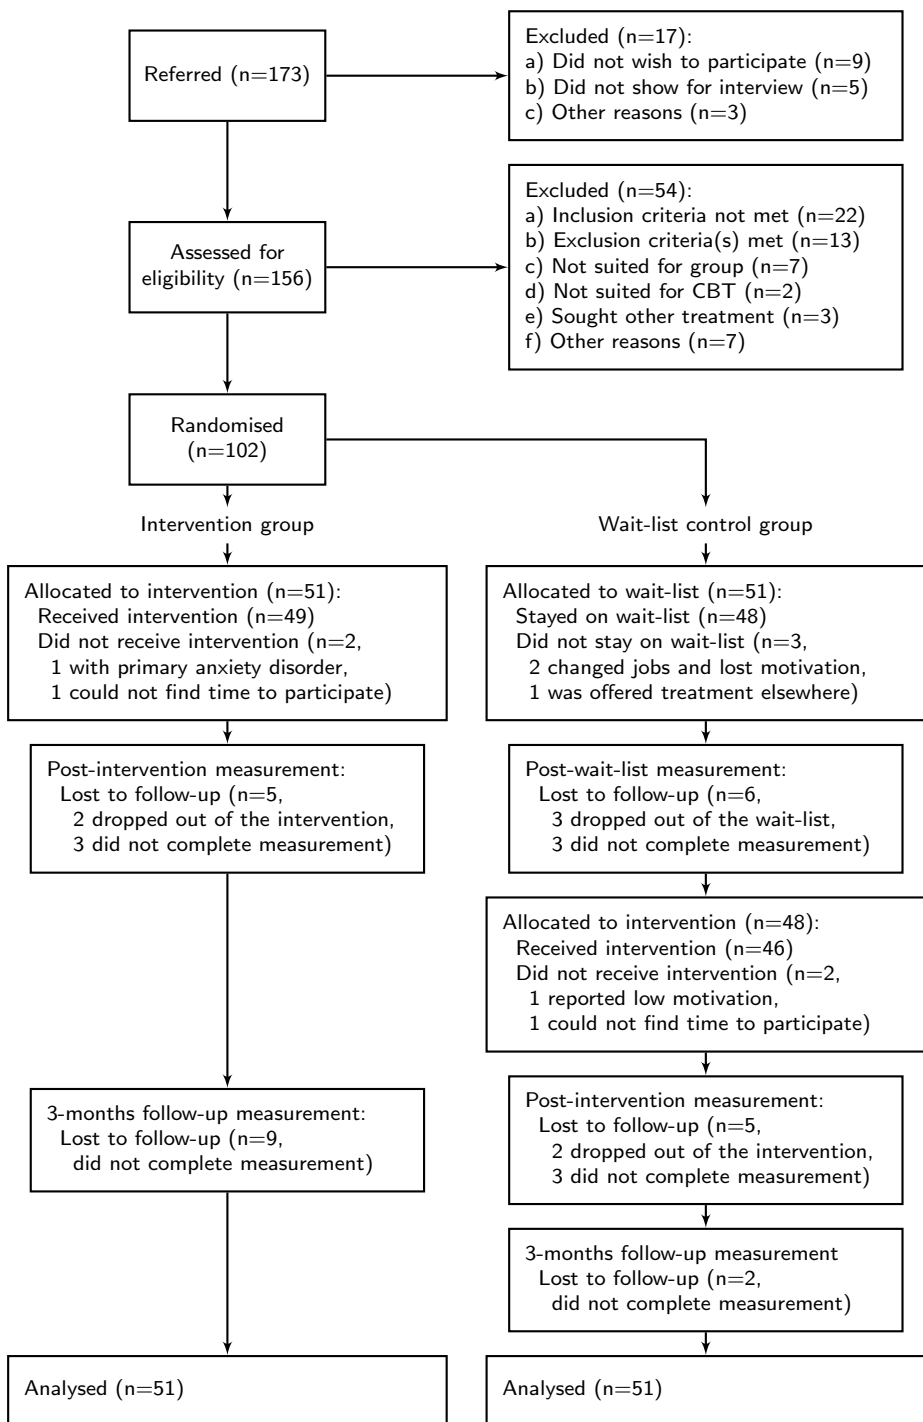 Referred (n=173)
Excluded (n=17):
a) Did not wish to participate (n=9)
b) Did not show for interview (n=5)
c) Other reasons (n=3)
Assessed for
eligibility (n=156)
Excluded (n=54):
a) Inclusion criteria not met (n=22)
b) Exclusion criteria(s) met (n=13)
c) Not suited for group (n=7)
d) Not suited for CBT (n=2)
e) Sought other treatment (n=3)
f) Other reasons (n=7)
Randomised
(n=102)
Intervention group
Allocated to intervention (n=51):
Received intervention (n=49)
Did not receive intervention (n=2,
1 with primary anxiety disorder,
1 could not find time to participate)
Post-intervention measurement:
Lost to follow-up (n=5,
2 dropped out of the intervention,
3 did not complete measurement)
3-months follow-up measurement:
Lost to follow-up (n=9,
did not complete measurement)
Analysed (n=51)
Wait-list control group
Allocated to wait-list (n=51):
Stayed on wait-list (n=48)
Did not stay on wait-list (n=3,
2 changed jobs and lost motivation,
1 was offered treatment elsewhere)
Post-wait-list measurement:
Lost to follow-up (n=6,
3 dropped out of the wait-list,
3 did not complete measurement)
Allocated to intervention (n=48):
Received intervention (n=46)
Did not receive intervention (n=2,
1 reported low motivation,
1 could not find time to participate)
Post-intervention measurement:
Lost to follow-up (n=5,
2 dropped out of the intervention,
3 did not complete measurement)
3-months follow-up measurement
Lost to follow-up (n=2,
did not complete measurement)
Analysed (n=51)